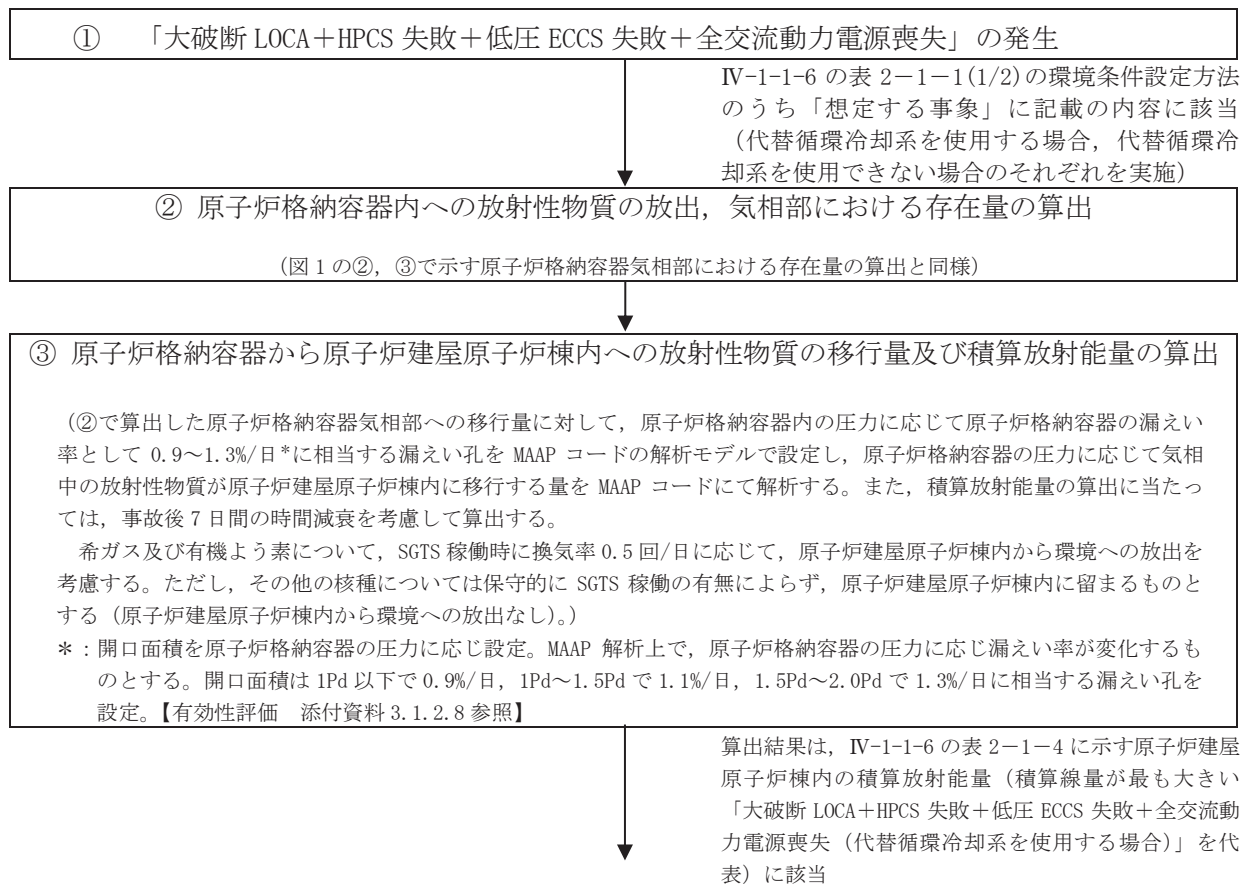 ① 「大破断 LOCA+HPCS 失敗+低圧 ECCS 失敗+全交流動力電源喪失」の発生
Ⅳ-1-1-6 の表 2-1-1(1/2)の環境条件設定方法
のうち「想定する事象」に記載の内容に該当
(代替循環冷却系を使用する場合,代替循環冷
却系を使用できない場合のそれぞれを実施)
② 原子炉格納容器内への放射性物質の放出,気相部における存在量の算出
(図 1 の②,③で示す原子炉格納容器気相部における存在量の算出と同様)
③ 原子炉格納容器から原子炉建屋原子炉棟内への放射性物質の移行量及び積算放射能量の算出
(②で算出した原子炉格納容器気相部への移行量に対して,原子炉格納容器内の圧力に応じて原子炉格納容器の漏えい
率として 0.9~1.3%/日*に相当する漏えい孔を MAAP コードの解析モデルで設定し,原子炉格納容器の圧力に応じて気相
中の放射性物質が原子炉建屋原子炉棟内に移行する量を MAAP コードにて解析する。また,積算放射能量の算出に当たっ
ては,事故後 7 日間の時間減衰を考慮して算出する。
希ガス及び有機よう素について,SGTS 稼働時に換気率 0.5 回/日に応じて,原子炉建屋原子炉棟内から環境への放出を
考慮する。ただし,その他の核種については保守的に SGTS 稼働の有無によらず,原子炉建屋原子炉棟内に留まるものと
する(原子炉建屋原子炉棟内から環境への放出なし)。)
*:開口面積を原子炉格納容器の圧力に応じ設定。MAAP 解析上で,原子炉格納容器の圧力に応じ漏えい率が変化するも
のとする。開口面積は 1Pd 以下で 0.9%/日,1Pd~1.5Pd で 1.1%/日,1.5Pd~2.0Pd で 1.3%/日に相当する漏えい孔を
設定。【有効性評価 添付資料 3.1.2.8 参照】
算出結果は,Ⅳ-1-1-6 の表 2-1-4 に示す原子炉建屋
原子炉棟内の積算放射能量(積算線量が最も大きい
「大破断 LOCA+HPCS 失敗+低圧 ECCS 失敗+全交流動
力電源喪失(代替循環冷却系を使用する場合)」を代
表)に該当